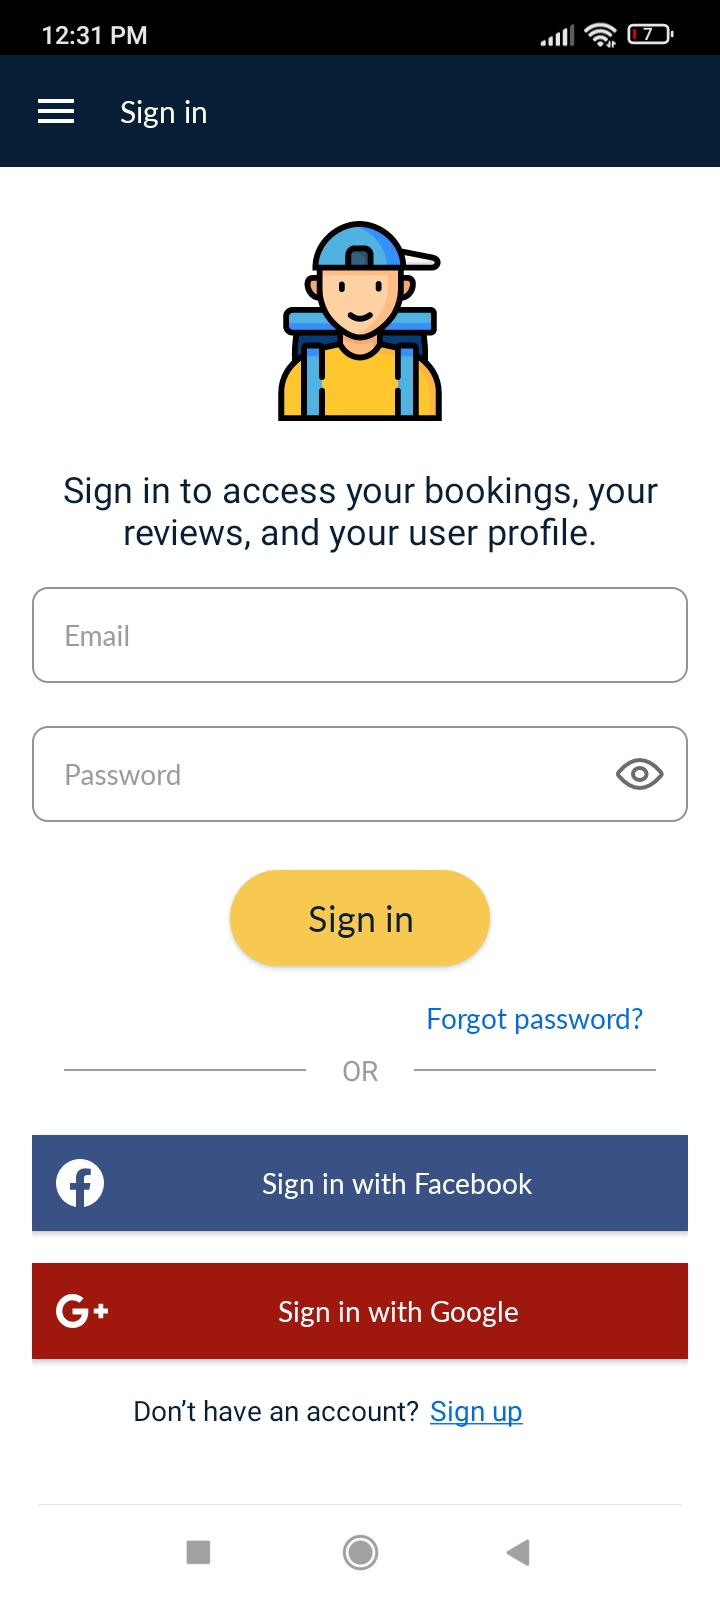 12:31 PM
7
Sign in
Sign in to access your bookings, your
reviews, and your user profile.
Email
Password
Sign in
Forgot password?
OR
Sign in with Facebook
G+
Sign in with Google
Don’t have an account? Sign up